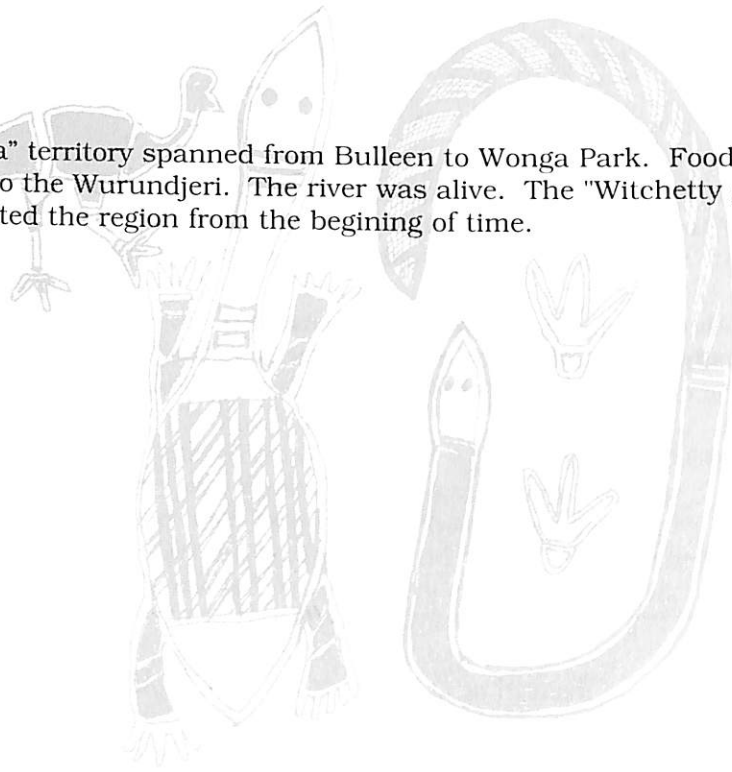 a” territory spanned from Bulleen to Wonga Park. Food
o the Wurundjeri. The river was alive. The "Witchetty
ted the region from the begining of time.